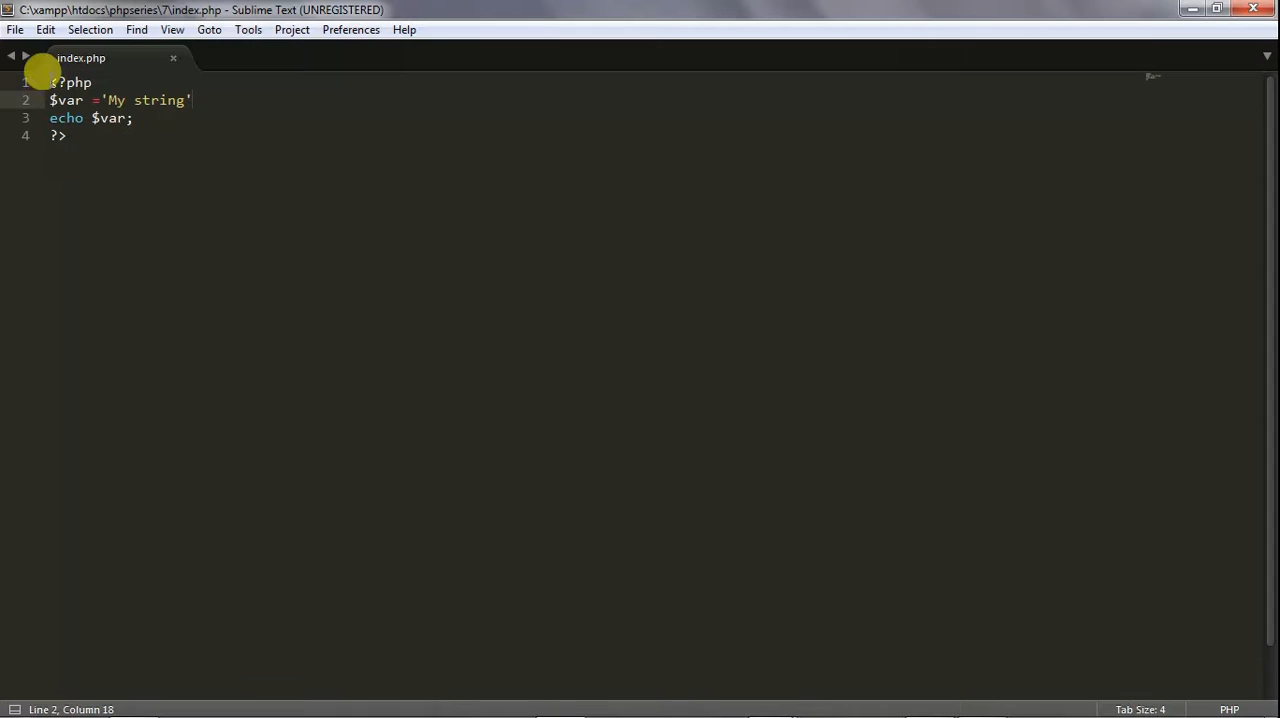 C:\xampp\htdocs\phpseries\7\index.php - Sublime Text (UNREGISTERED)
File Edit Selection Find View Goto Tools Project Preferences Help
index.php
1 <?php
2 $var ='My string'
3 echo $var;
4 ?>
Line 2, Column 18 Tab Size: 4 PHP